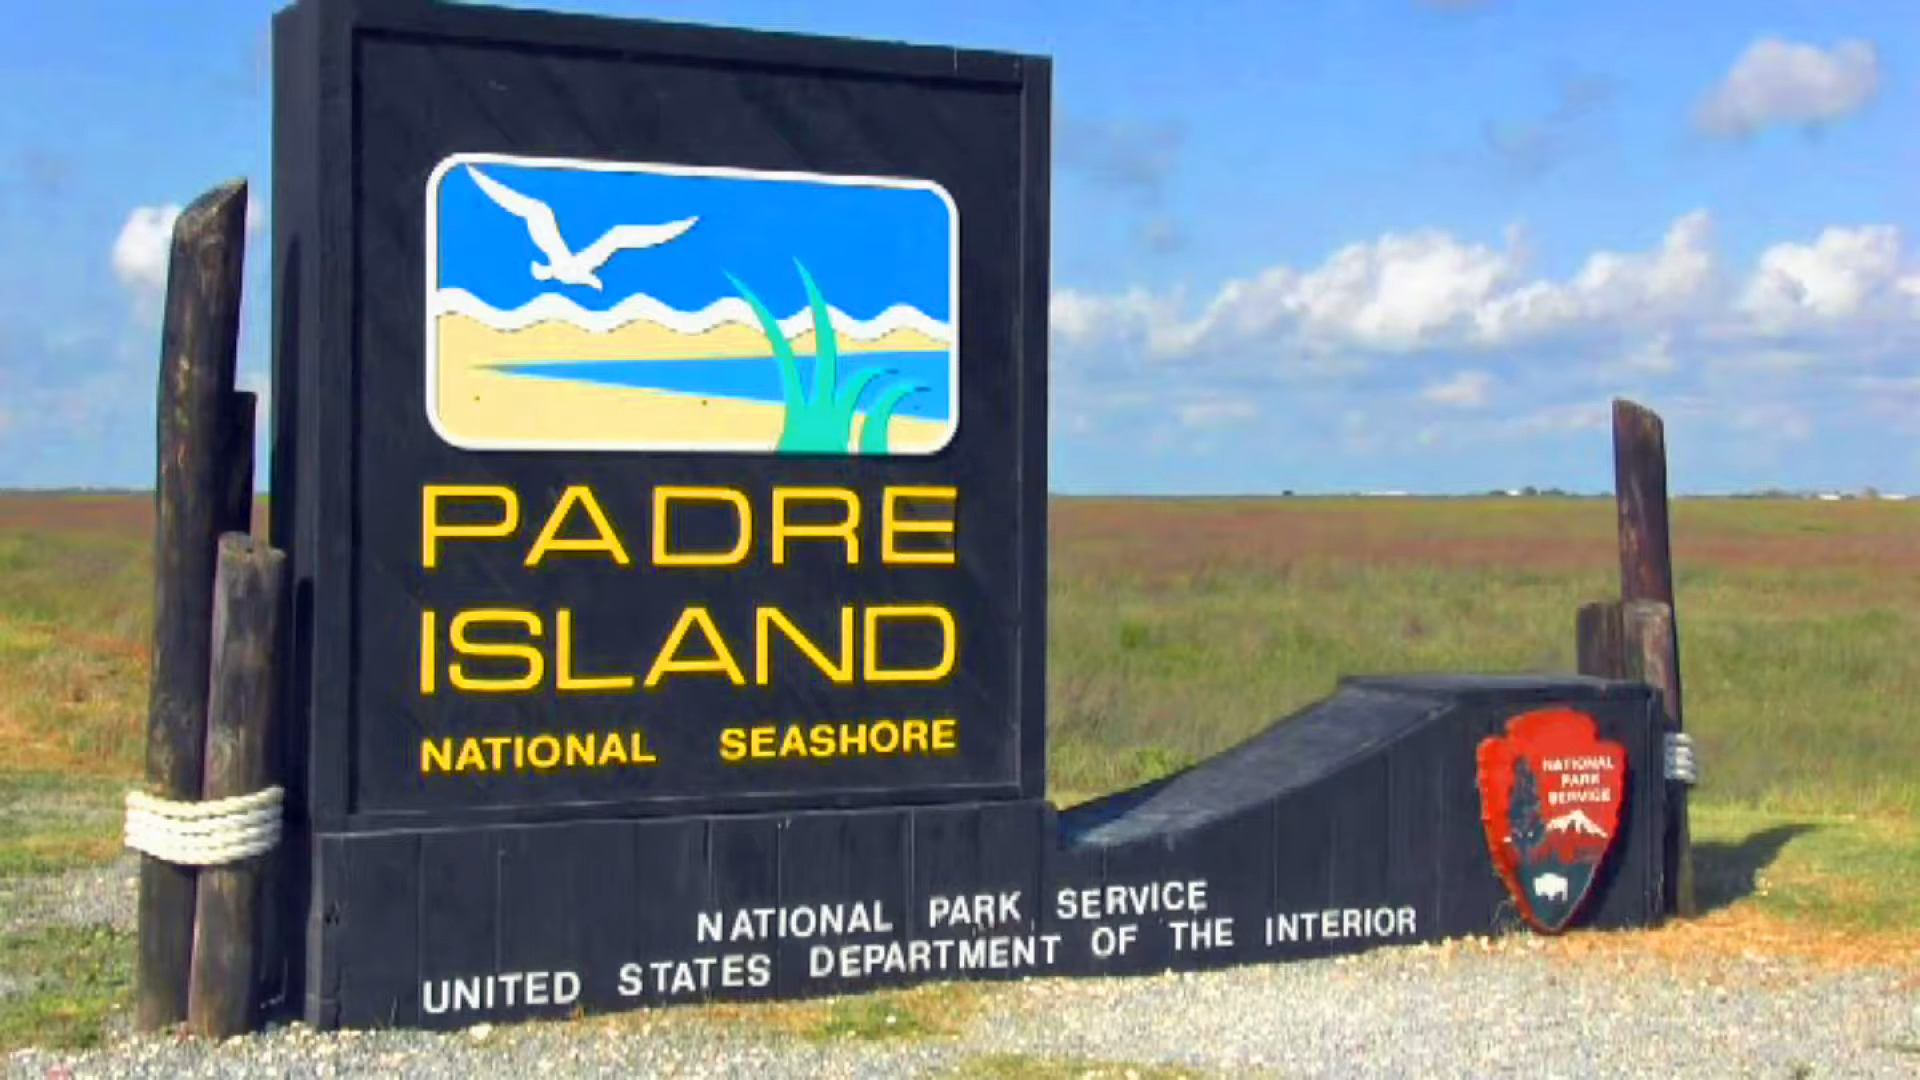 PADRE
ISLAND
NATIONAL SEASHORE
NATIONAL PARK SERVICE
UNITED STATES DEPARTMENT OF THE INTERIOR
NATIONAL
PARK
SERVICE